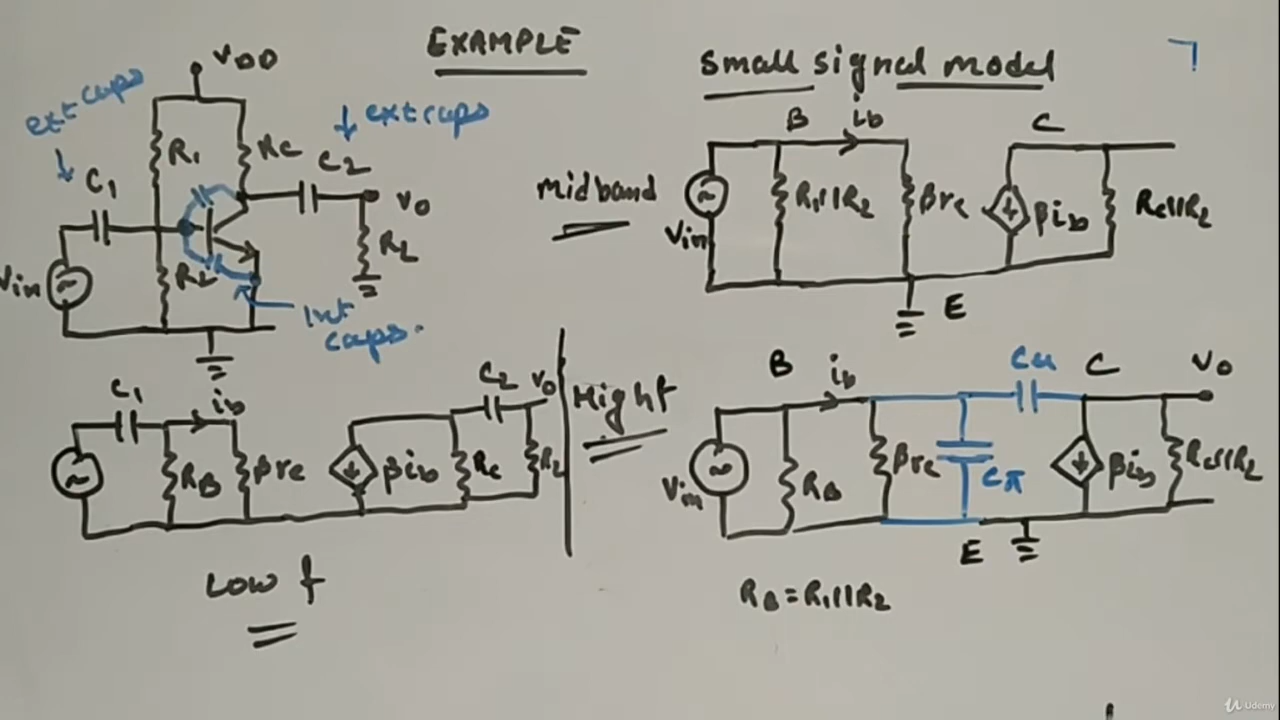 EXAMPLE
VDD
ext caps
R1
RC
ext caps
C1
C2
Vo
RL
R2
Vin
int caps.
small signal model
Midband
B
ib
C
Vin
R1||R2
βre
βib
RC||RL
E
C1
ib
C2
Vo
RB
βre
βib
RC
RL
Low f
High f
B
ib
Cu
C
Vo
Vin
RB
βre
Cπ
βib
RC||RL
E
RB = R1||R2
Udemy